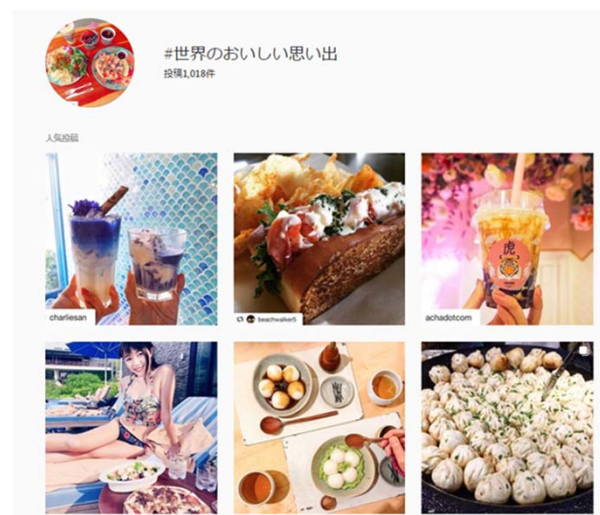 #世界のおいしい思い出
投稿1,018件
人気投稿
charliesan
beachwalker5
虎
achadotcom